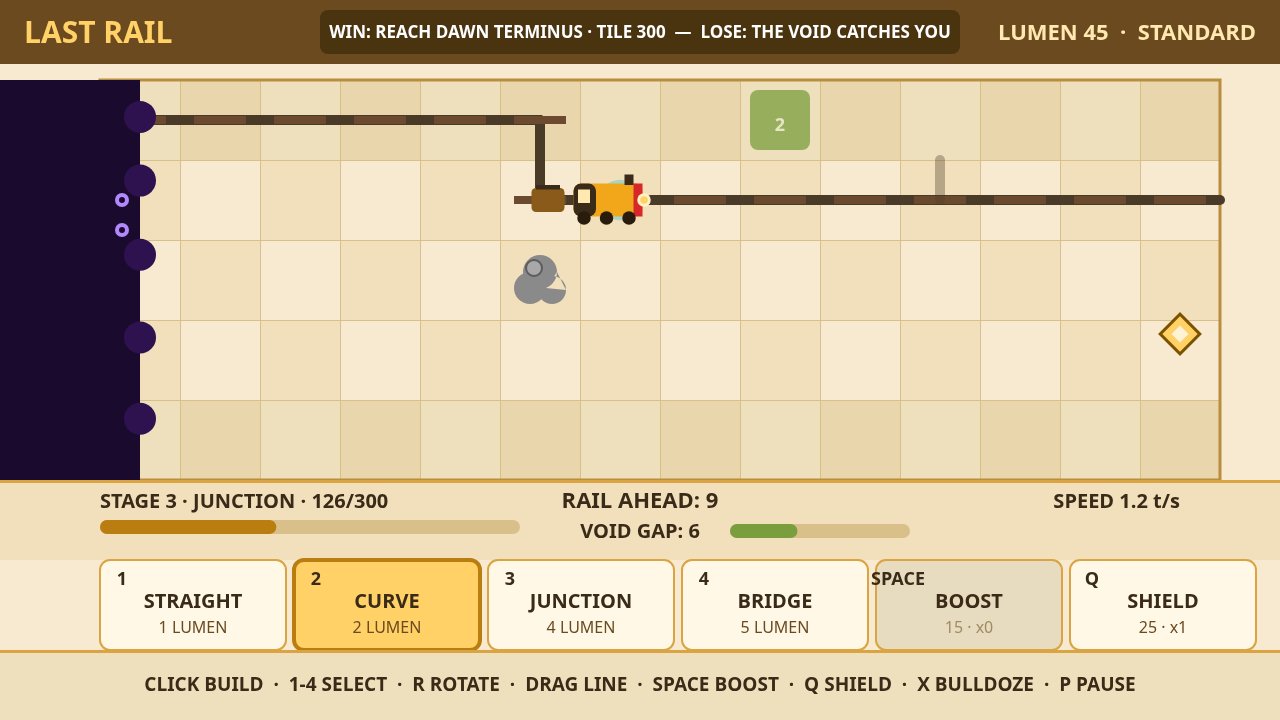 LAST RAIL
WIN: REACH DAWN TERMINUS · TILE 300 — LOSE: THE VOID CATCHES YOU
LUMEN 45 · STANDARD
2
STAGE 3 · JUNCTION · 126/300
RAIL AHEAD: 9
SPEED 1.2 t/s
VOID GAP: 6
1
STRAIGHT
1 LUMEN
2
CURVE
2 LUMEN
3
JUNCTION
4 LUMEN
4
BRIDGE
5 LUMEN
SPACE
BOOST
15 · x0
Q
SHIELD
25 · x1
CLICK BUILD · 1-4 SELECT · R ROTATE · DRAG LINE · SPACE BOOST · Q SHIELD · X BULLDOZE · P PAUSE